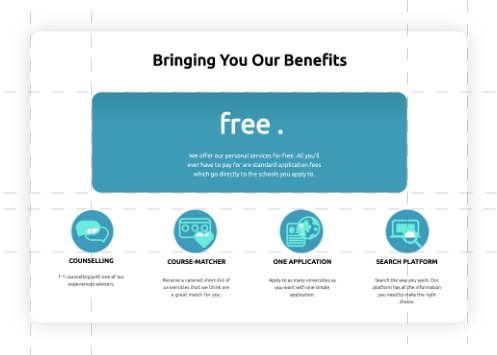 Bringing You Our Benefits
free .
We offer our personal services for free. All you'll
ever have to pay for are standard application fees
which go directly to the schools you apply to.
COUNSELLING
COURSE-MATCHER
ONE APPLICATION
SEARCH PLATFORM
1-1 counselling with one of our
experienced advisors.
Receive a catered short-list of
universities that we think are
a great match for you.
Apply to as many universities as
you want with one simple
application.
Search the way you want. Our
platform has all the information
you need to make the right
choice.